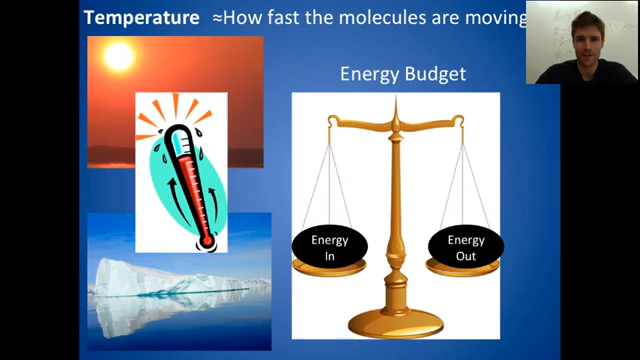 Temperature ≈How fast the molecules are moving
Energy Budget
Energy
In
Energy
Out